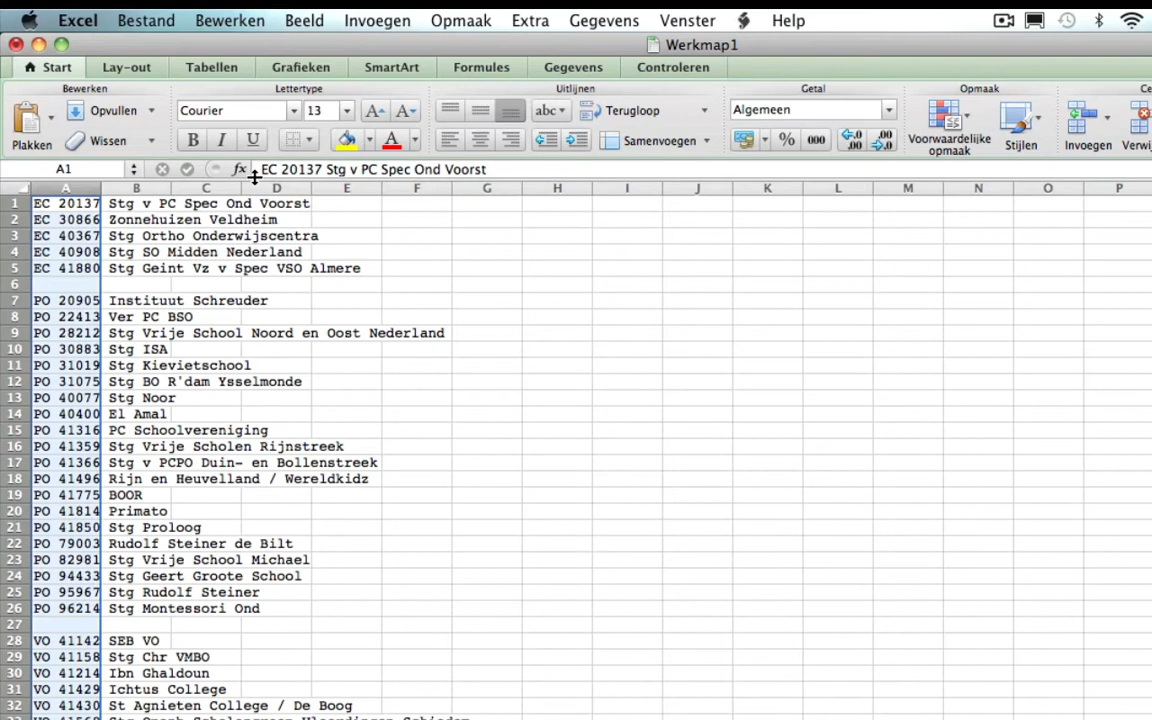 Excel Bestand Bewerken Beeld Invoegen Opmaak Extra Gegevens Venster Help
Werkmap1
Start Lay-out Tabellen Grafieken SmartArt Formules Gegevens Controleren
Bewerken Lettertype Uitlijnen Getal Opmaak Ce
Opvullen Courier 13 A A abc Terugloop Algemeen
Plakken Wissen B I U A Samenvoegen % 000 ,0 ,00 ,00 ,0 Voorwaardelijke opmaak Stijlen Invoegen Verwij
A1 fx EC 20137 Stg v PC Spec Ond Voorst
A B C D E F G H I J K L M N O P
1 EC 20137 Stg v PC Spec Ond Voorst
2 EC 30866 Zonnehuizen Veldheim
3 EC 40367 Stg Ortho Onderwijscentra
4 EC 40908 Stg SO Midden Nederland
5 EC 41880 Stg Geint Vz v Spec VSO Almere
6
7 PO 20905 Instituut Schreuder
8 PO 22413 Ver PC BSO
9 PO 28212 Stg Vrije School Noord en Oost Nederland
10 PO 30883 Stg ISA
11 PO 31019 Stg Kievietschool
12 PO 31075 Stg BO R'dam Ysselmonde
13 PO 40077 Stg Noor
14 PO 40400 El Amal
15 PO 41316 PC Schoolvereniging
16 PO 41359 Stg Vrije Scholen Rijnstreek
17 PO 41366 Stg v PCPO Duin- en Bollenstreek
18 PO 41496 Rijn en Heuvelland / Wereldkidz
19 PO 41775 BOOR
20 PO 41814 Primato
21 PO 41850 Stg Proloog
22 PO 79003 Rudolf Steiner de Bilt
23 PO 82981 Stg Vrije School Michael
24 PO 94433 Stg Geert Groote School
25 PO 95967 Stg Rudolf Steiner
26 PO 96214 Stg Montessori Ond
27
28 VO 41142 SEB VO
29 VO 41158 Stg Chr VMBO
30 VO 41214 Ibn Ghaldoun
31 VO 41429 Ichtus College
32 VO 41430 St Agnieten College / De Boog